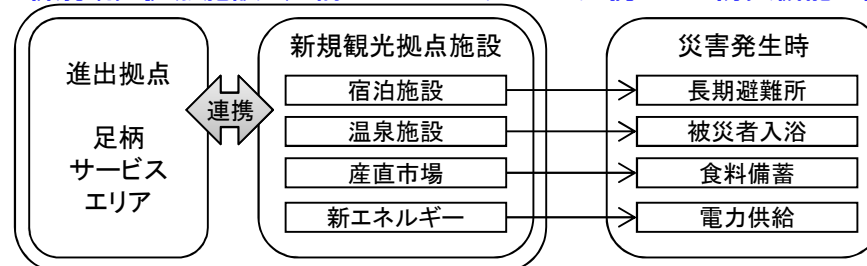 進出拠点
足柄
サービス
エリア
連携
新規観光拠点施設
宿泊施設
温泉施設
産直市場
新エネルギー
災害発生時
長期避難所
被災者入浴
食料備蓄
電力供給